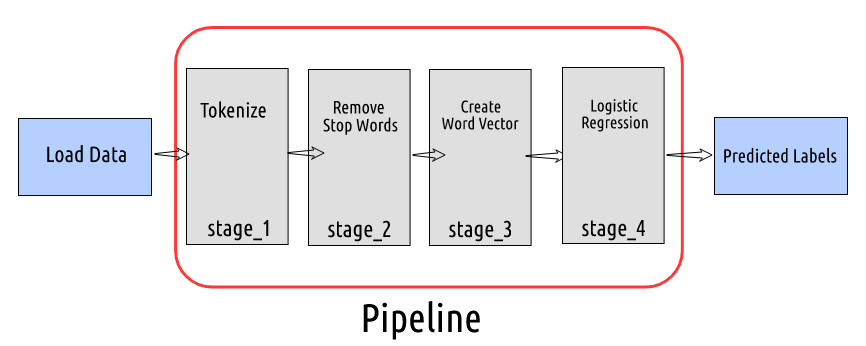 Load Data
Tokenize
stage_1
Remove
Stop Words
stage_2
Create
Word Vector
stage_3
Logistic
Regression
stage_4
Predicted Labels
Pipeline